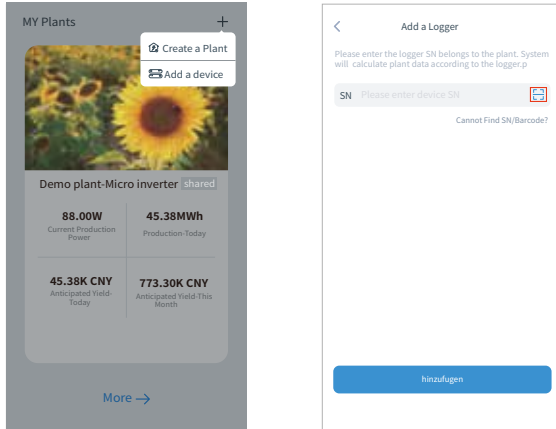 MY Plants
Create a Plant
Add a device
Demo plant-Micro inverter shared
88.00W
Current Production
Power
45.38MWh
Production-Today
45.38K CNY
Anticipated Yield-
Today
773.30K CNY
Anticipated Yield-This
Month
More
Add a Logger
Please enter the logger SN belongs to the plant. System
will calculate plant data according to the logger.p
SN Please enter device SN
Cannot Find SN/Barcode?
hinzufugen